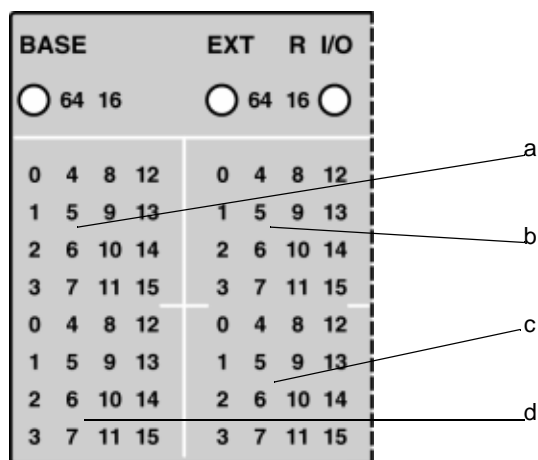 BASE EXT R I/O
64 16 64 16
0 4 8 12 0 4 8 12
a
1 5 9 13 1 5 9 13
b
2 6 10 14 2 6 10 14
3 7 11 15 3 7 11 15
0 4 8 12 0 4 8 12
c
1 5 9 13 1 5 9 13
2 6 10 14 2 6 10 14
d
3 7 11 15 3 7 11 15